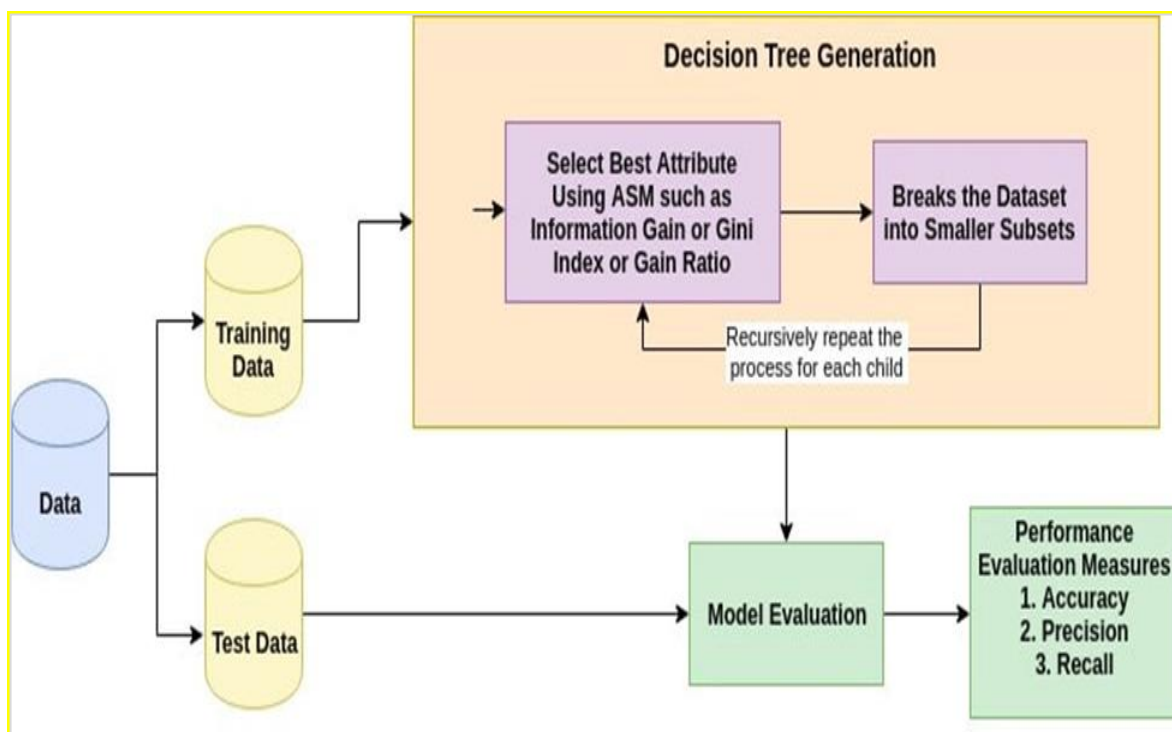 Decision Tree Generation
Select Best Attribute
Using ASM such as
Information Gain or Gini
Index or Gain Ratio
Breaks the Dataset
into Smaller Subsets
Recursively repeat the
process for each child
Training
Data
Data
Test Data
Model Evaluation
Performance
Evaluation Measures
1. Accuracy
2. Precision
3. Recall